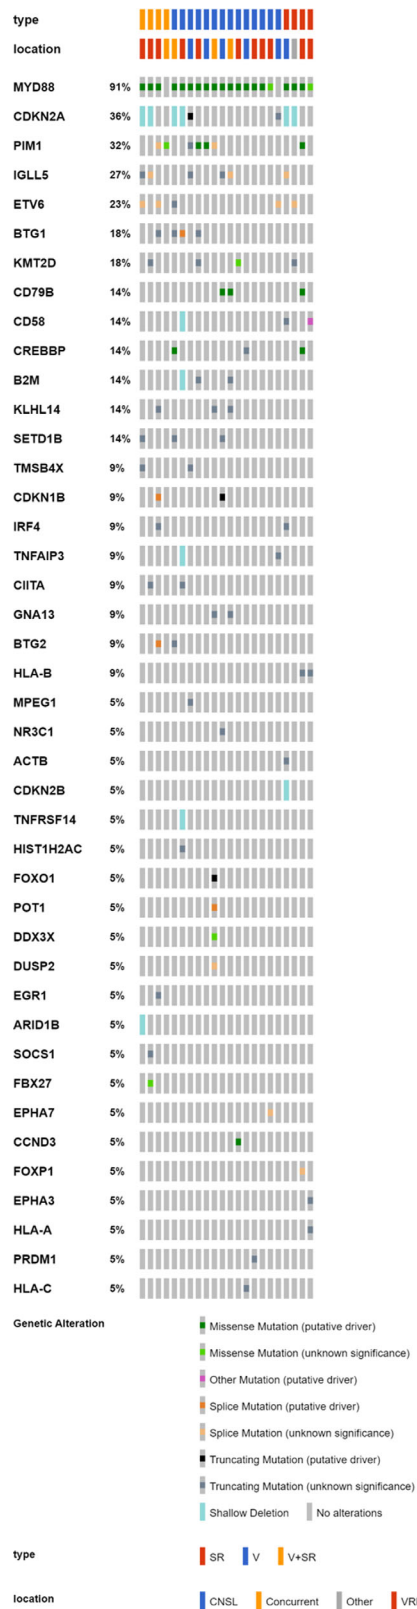 type
location
MYD88 91%
CDKN2A 36%
PIM1 32%
IGLL5 27%
ETV6 23%
BTG1 18%
KMT2D 18%
CD79B 14%
CD58 14%
CREBBP 14%
B2M 14%
KLHL14 14%
SETD1B 14%
TMSB4X 9%
CDKN1B 9%
IRF4 9%
TNFAIP3 9%
CIITA 9%
GNA13 9%
BTG2 9%
HLA-B 9%
MPEG1 5%
NR3C1 5%
ACTB 5%
CDKN2B 5%
TNFRSF14 5%
HIST1H2AC 5%
FOXO1 5%
POT1 5%
DDX3X 5%
DUSP2 5%
EGR1 5%
ARID1B 5%
SOCS1 5%
FBX27 5%
EPHA7 5%
CCND3 5%
FOXP1 5%
EPHA3 5%
HLA-A 5%
PRDM1 5%
HLA-C 5%
Genetic Alteration Missense Mutation (putative driver)
Missense Mutation (unknown significance)
Other Mutation (putative driver)
Splice Mutation (putative driver)
Splice Mutation (unknown significance)
Truncating Mutation (putative driver)
Truncating Mutation (unknown significance)
Shallow Deletion No alterations
type SR V V+SR
location CNSL Concurrent Other